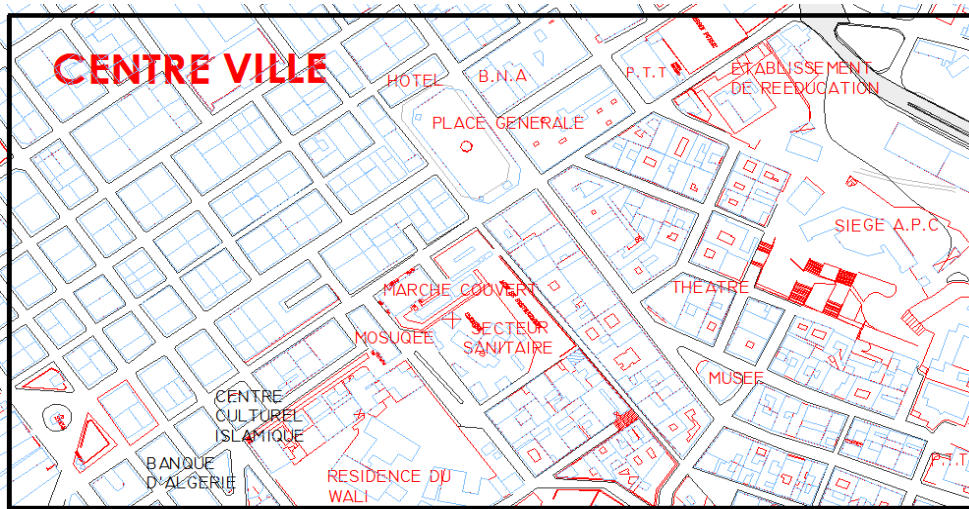 CENTRE VILLE
HOTEL
B.N.A
P.T.T
ETABLISSEMENT
DE REEDUCATION
PLACE GENERALE
SIEGE A.P.C
MARCHE COUVERT
THEATRE
MOSQUEE
SECTEUR
SANITAIRE
MUSEE
CENTRE
CULTUREL
ISLAMIQUE
BANQUE
D'ALGERIE
RESIDENCE DU
WALI
P.T.T